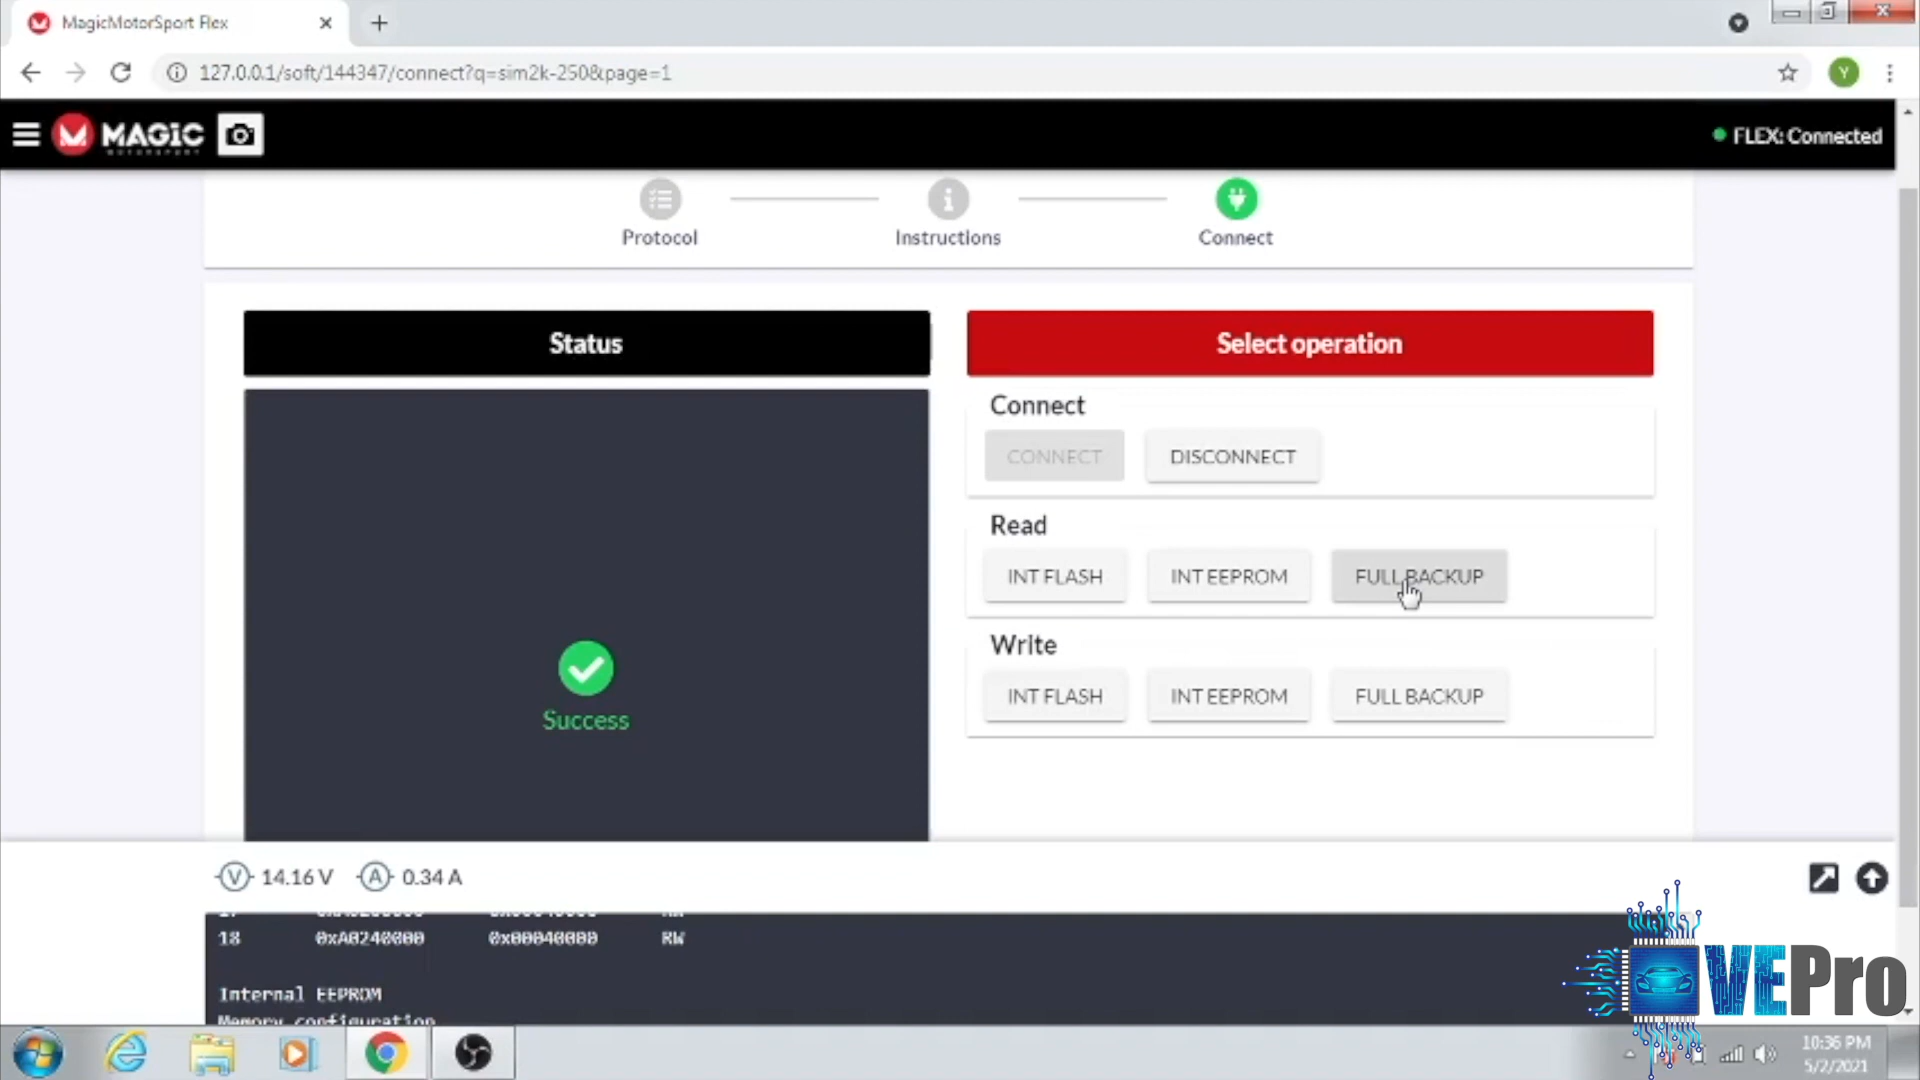 MagicMotorSport Flex
127.0.0.1/soft/144347/connect?q=sim2k-250&page=1
Y
MAGIC
MOTORSPORT
FLEX: Connected
Protocol
Instructions
Connect
Status
Select operation
Connect
CONNECT
DISCONNECT
Read
INT FLASH
INT EEPROM
FULL BACKUP
Write
INT FLASH
INT EEPROM
FULL BACKUP
Success
V 14.16 V A 0.34 A
18 0xA0240000 0x00040000 RW
Internal EEPROM
Memory configuration
VEPro
10:36 PM
5/2/2021